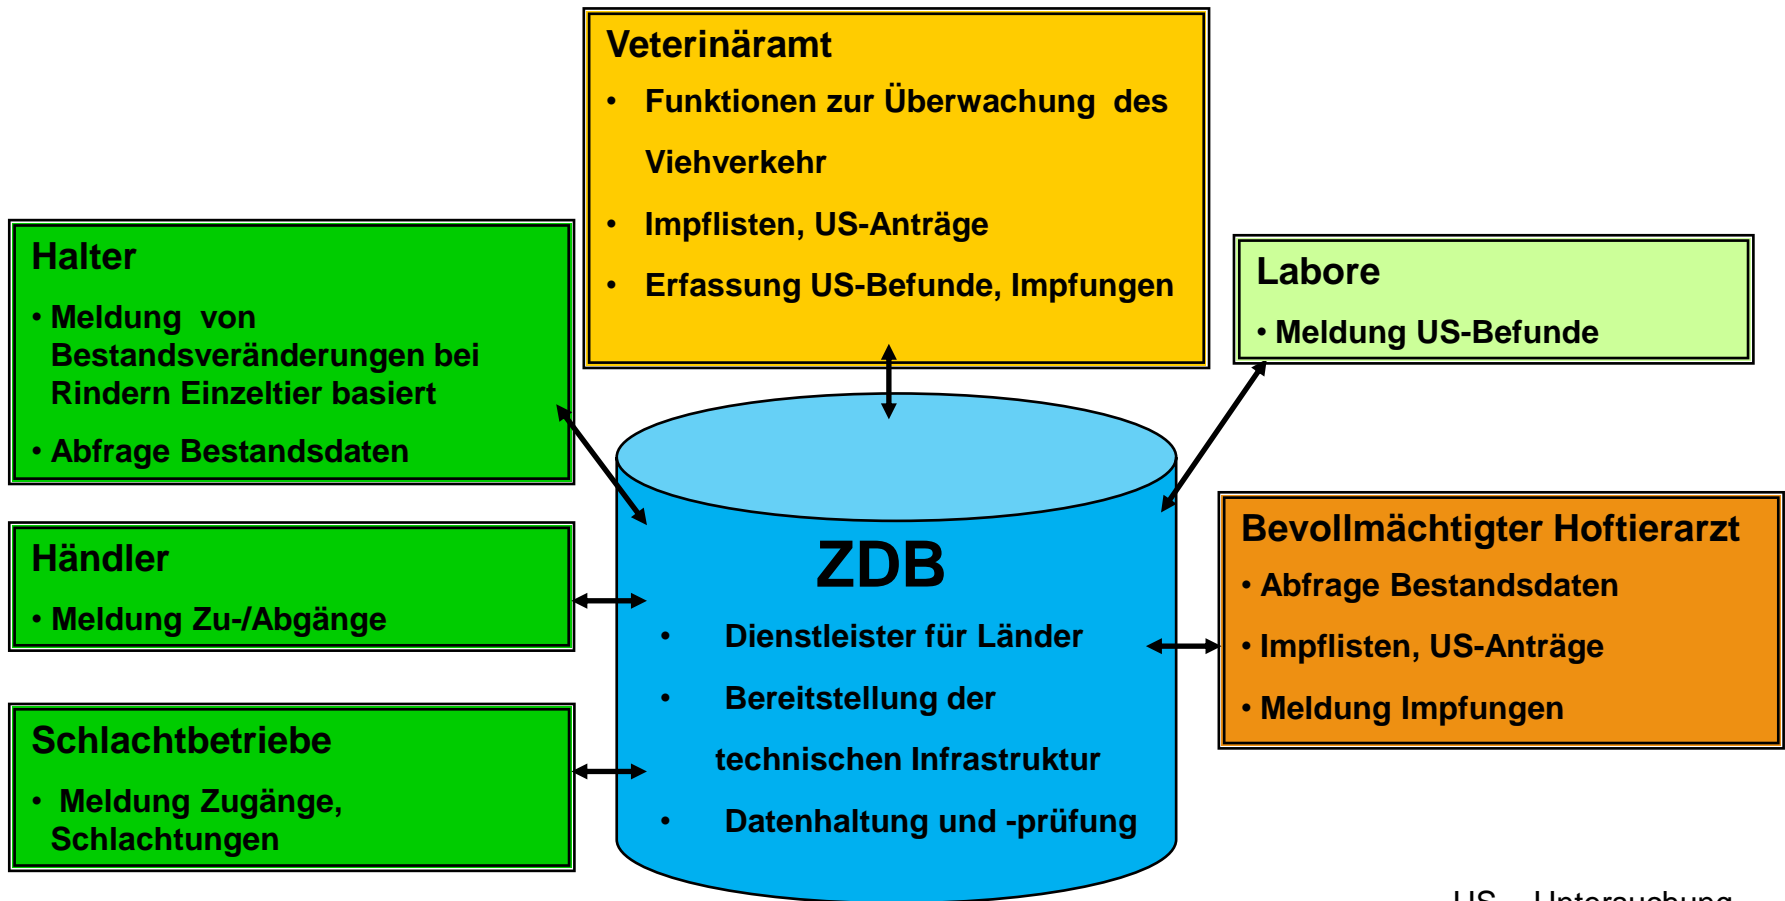 Veterinäramt
• Funktionen zur Überwachung des
Viehverkehr
• Impflisten, US-Anträge
• Erfassung US-Befunde, Impfungen
Halter
• Meldung von
Bestandsveränderungen bei
Rindern Einzeltier basiert
• Abfrage Bestandsdaten
Händler
• Meldung Zu-/Abgänge
Schlachtbetriebe
• Meldung Zugänge,
Schlachtungen
ZDB
• Dienstleister für Länder
• Bereitstellung der
technischen Infrastruktur
• Datenhaltung und -prüfung
Labore
• Meldung US-Befunde
Bevollmächtigter Hoftierarzt
• Abfrage Bestandsdaten
• Impflisten, US-Anträge
• Meldung Impfungen
US Untersuchung